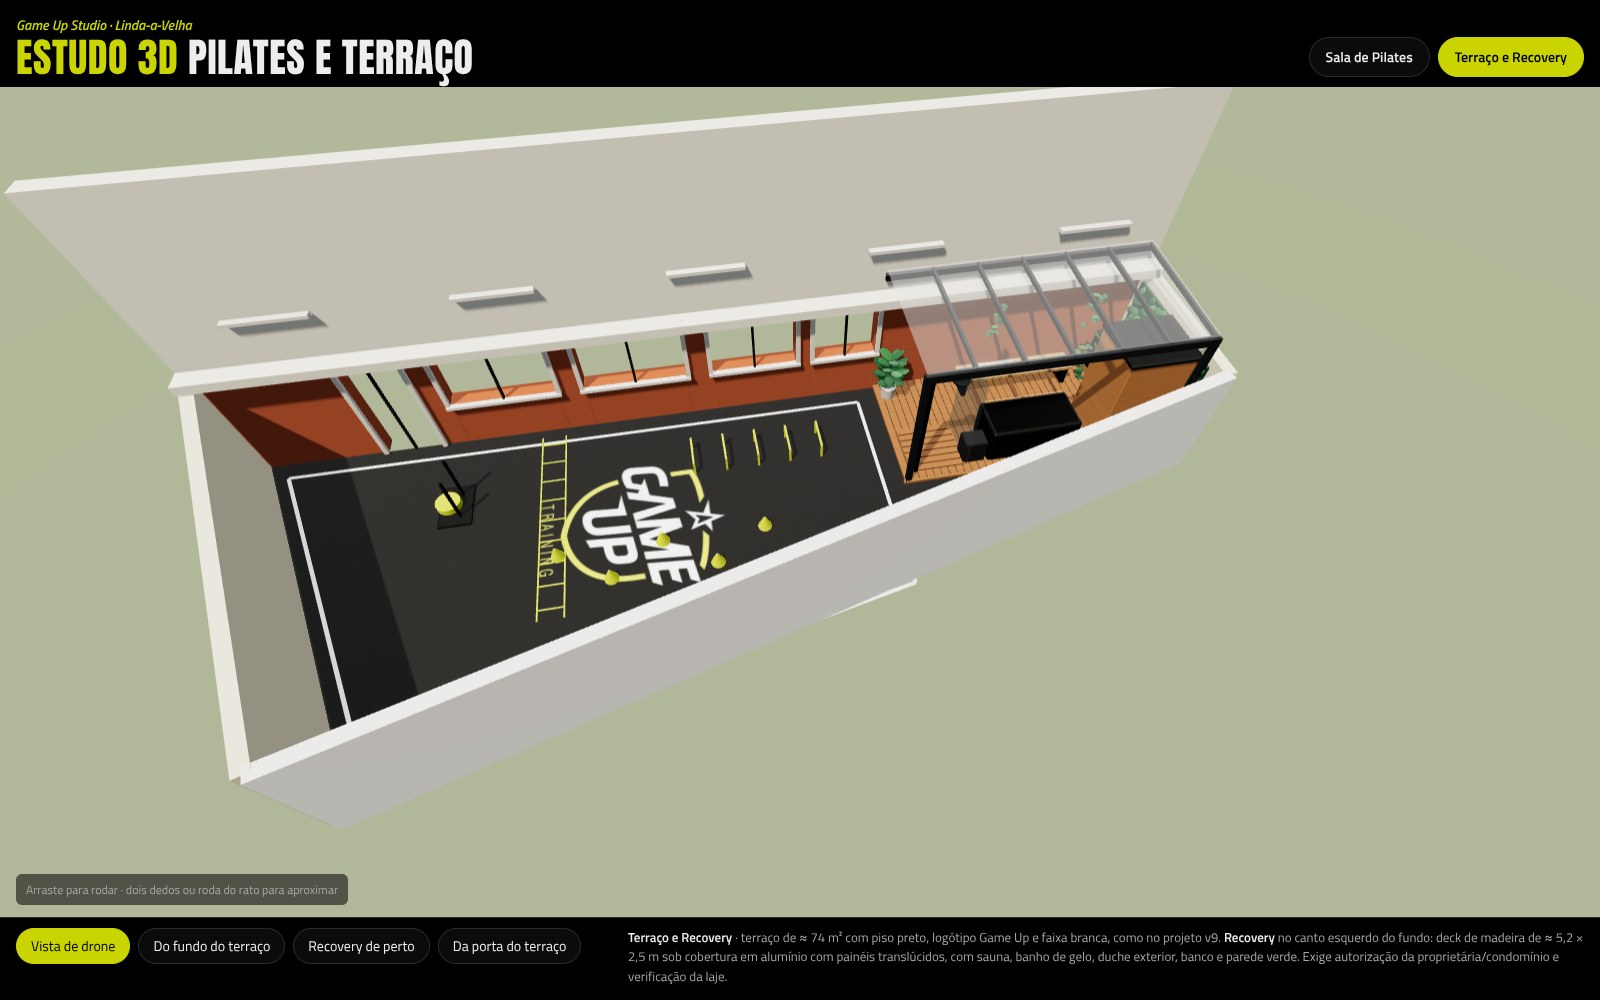 Game Up Studio · Linda-a-Velha
ESTUDO 3D PILATES E TERRAÇO
Sala de Pilates
Terraço e Recovery
TRAINING
GAME
UP
Arraste para rodar · dois dedos ou roda do rato para aproximar
Vista de drone
Do fundo do terraço
Recovery de perto
Da porta do terraço
Terraço e Recovery · terraço de ≈ 74 m² com piso preto, logótipo Game Up e faixa branca, como no projeto v9. Recovery no canto esquerdo do fundo: deck de madeira de ≈ 5,2 ×
2,5 m sob cobertura em alumínio com painéis translúcidos, com sauna, banho de gelo, duche exterior, banco e parede verde. Exige autorização da proprietária/condomínio e
verificação da laje.